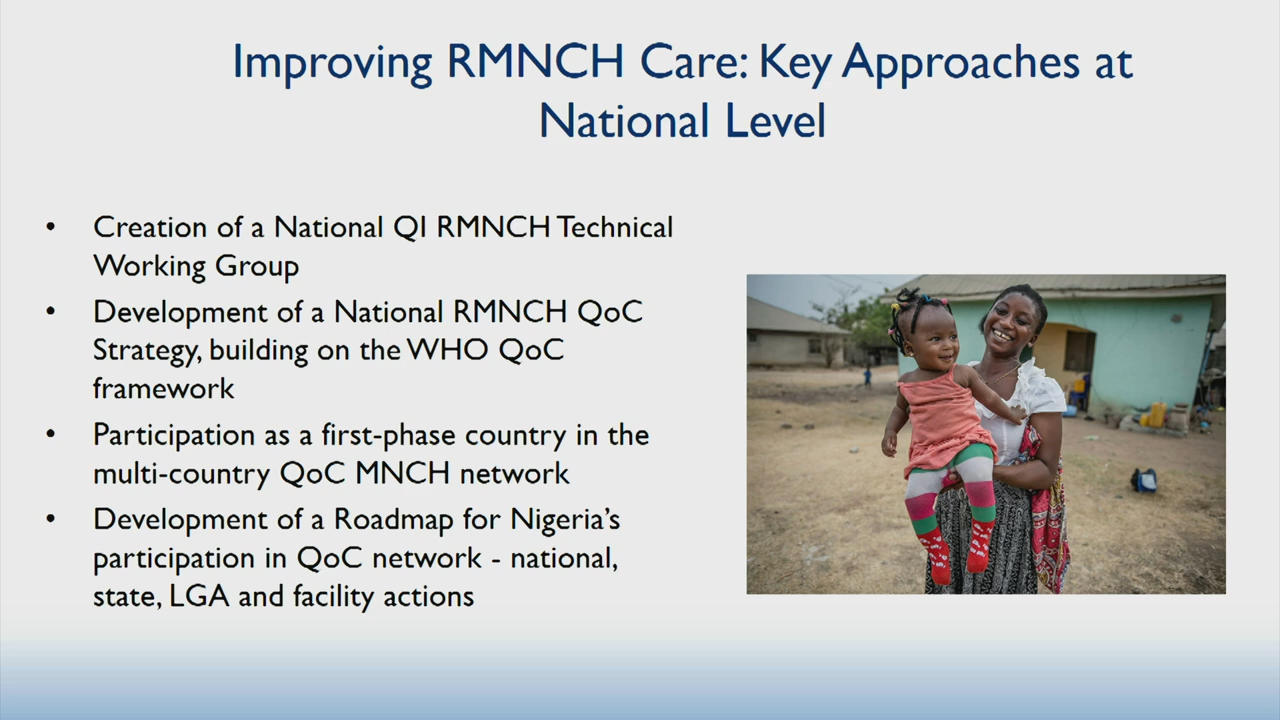 Improving RMNCH Care: Key Approaches at
National Level
• Creation of a National QI RMNCH Technical
Working Group
• Development of a National RMNCH QoC
Strategy, building on the WHO QoC
framework
• Participation as a first-phase country in the
multi-country QoC MNCH network
• Development of a Roadmap for Nigeria’s
participation in QoC network - national,
state, LGA and facility actions